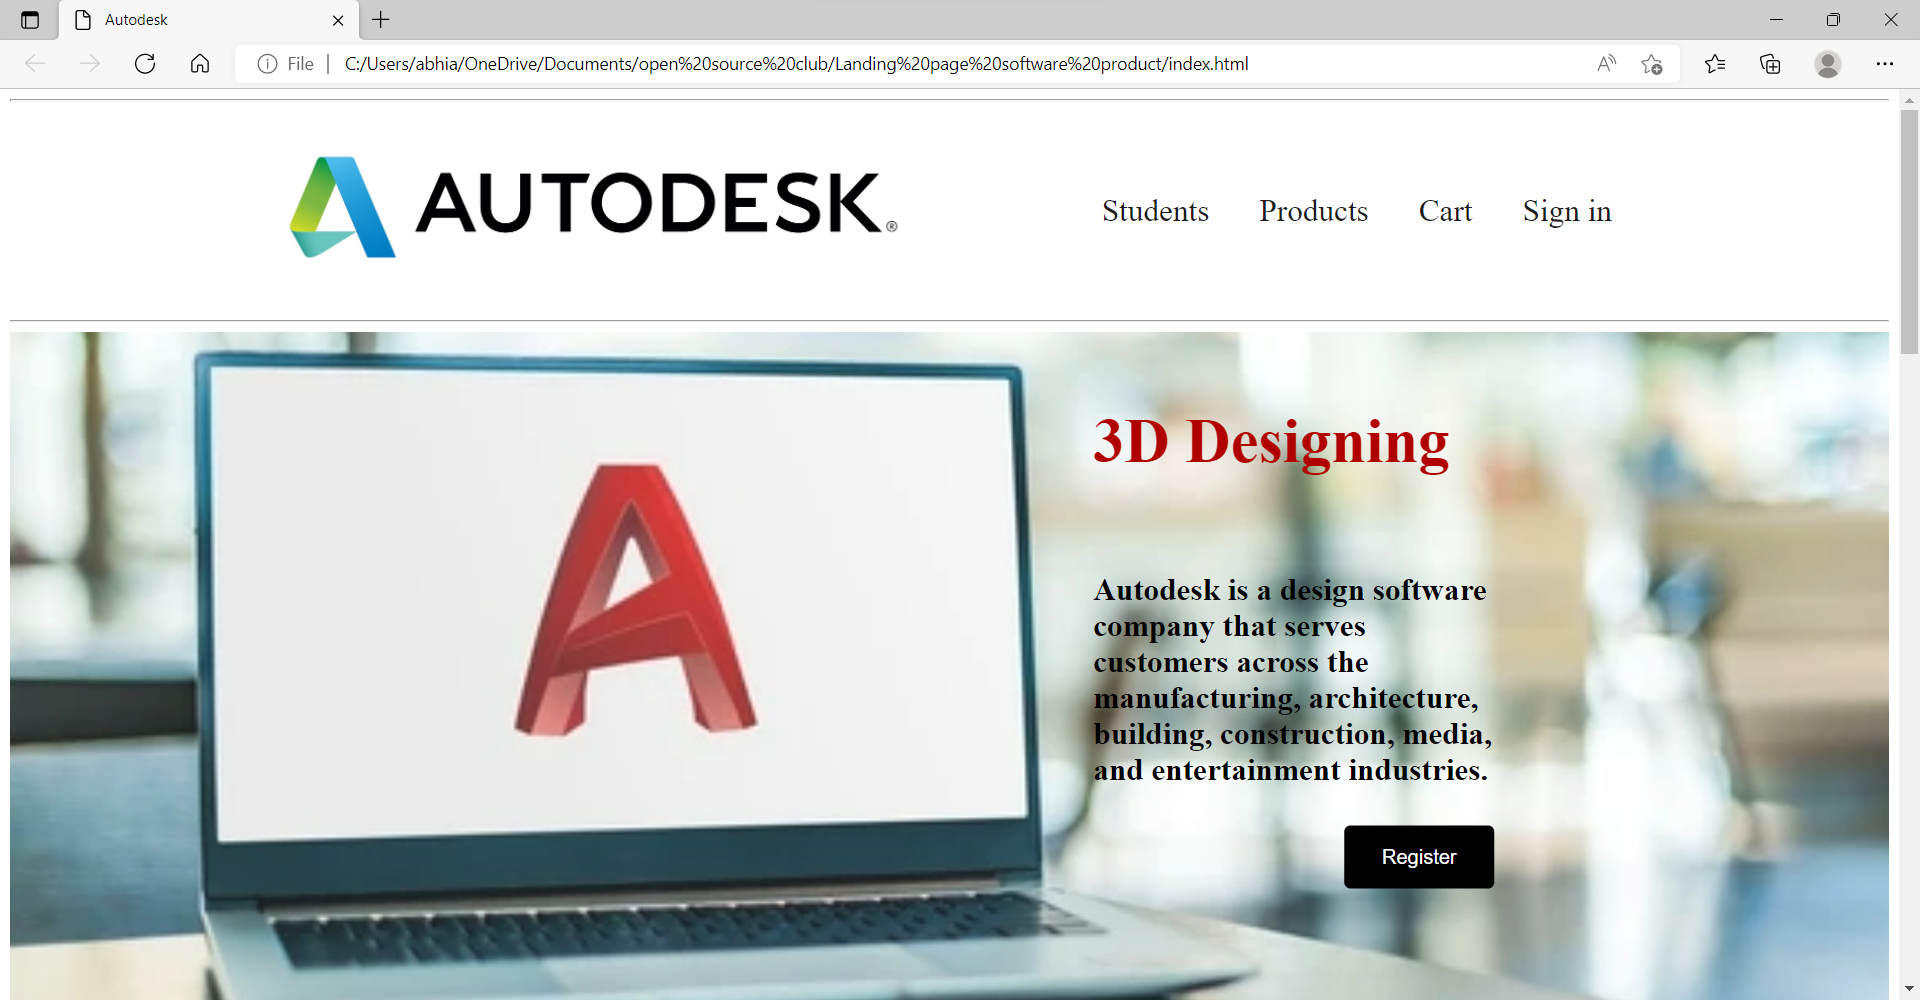 Autodesk
File
C:/Users/abhia/OneDrive/Documents/open%20source%20club/Landing%20page%20software%20product/index.html
AUTODESK®
Students Products Cart Sign in
3D Designing
Autodesk is a design software
company that serves
customers across the
manufacturing, architecture,
building, construction, media,
and entertainment industries.
Register